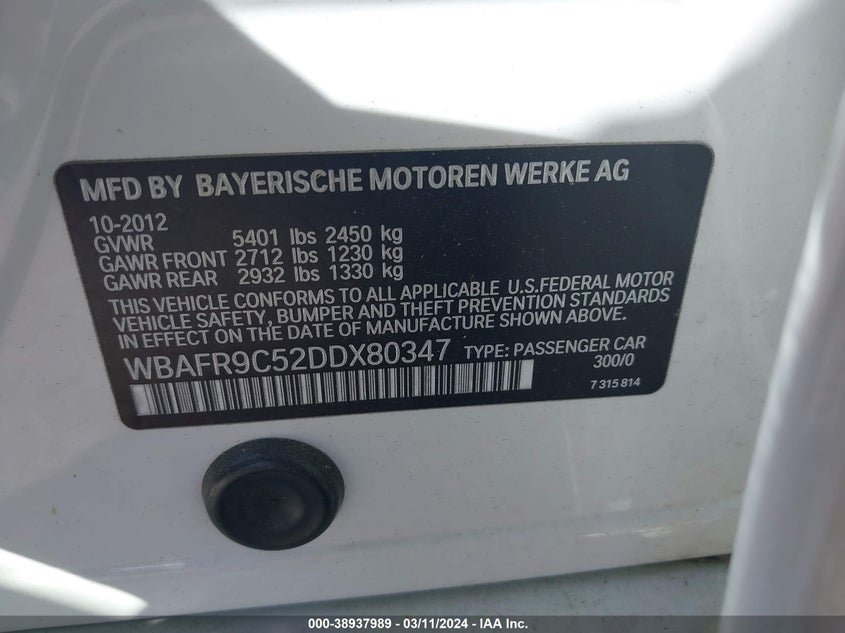 MFD BY BAYERISCHE MOTOREN WERKE AG
10-2012
GVWR 5401 lbs 2450 kg
GAWR FRONT 2712 lbs 1230 kg
GAWR REAR 2932 lbs 1330 kg
THIS VEHICLE CONFORMS TO ALL APPLICABLE U.S.FEDERAL MOTOR
VEHICLE SAFETY, BUMPER AND THEFT PREVENTION STANDARDS
IN EFFECT ON THE DATE OF MANUFACTURE SHOWN ABOVE.
WBAFR9C52DDX80347 TYPE: PASSENGER CAR
300/0
7 315 814
000-38937989 - 03/11/2024 - IAA Inc.